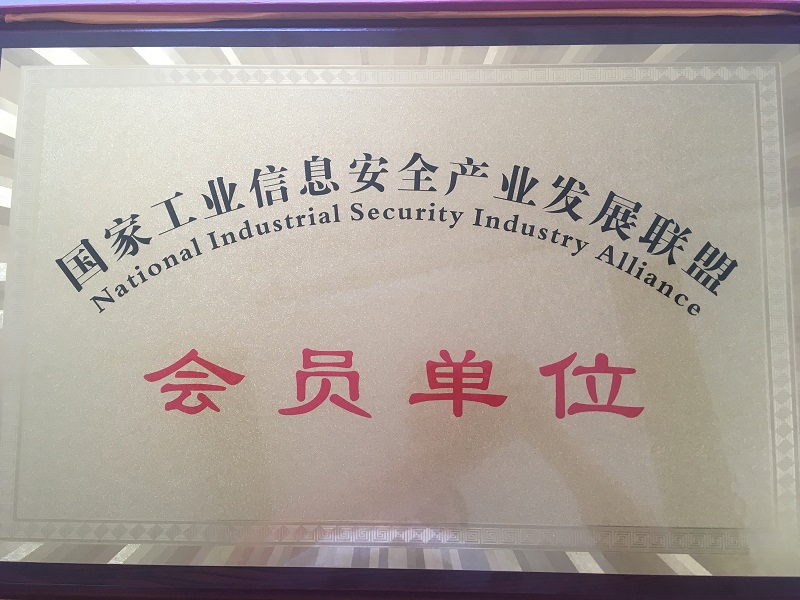 国家工业信息安全产业发展联盟
National Industrial Security Industry Alliance
会员单位